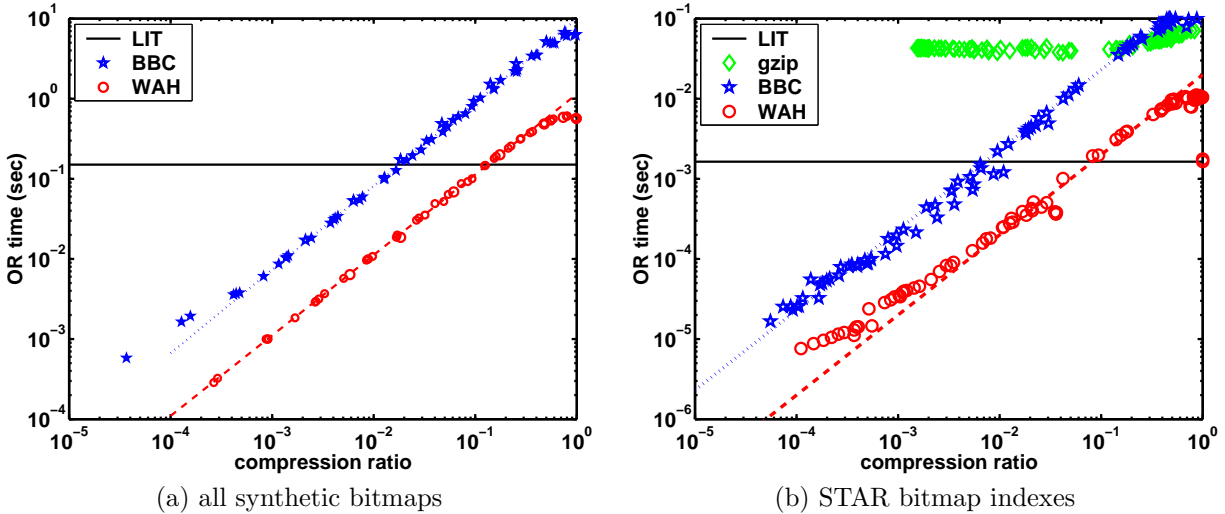 10^1
10^0
10^−1
10^−2
10^−3
10^−4
OR time (sec)
LIT
BBC
WAH
10^−5 10^−4 10^−3 10^−2 10^−1 10^0
compression ratio
(a) all synthetic bitmaps
10^−1
10^−2
10^−3
10^−4
10^−5
10^−6
OR time (sec)
LIT
gzip
BBC
WAH
10^−5 10^−4 10^−3 10^−2 10^−1 10^0
compression ratio
(b) STAR bitmap indexes